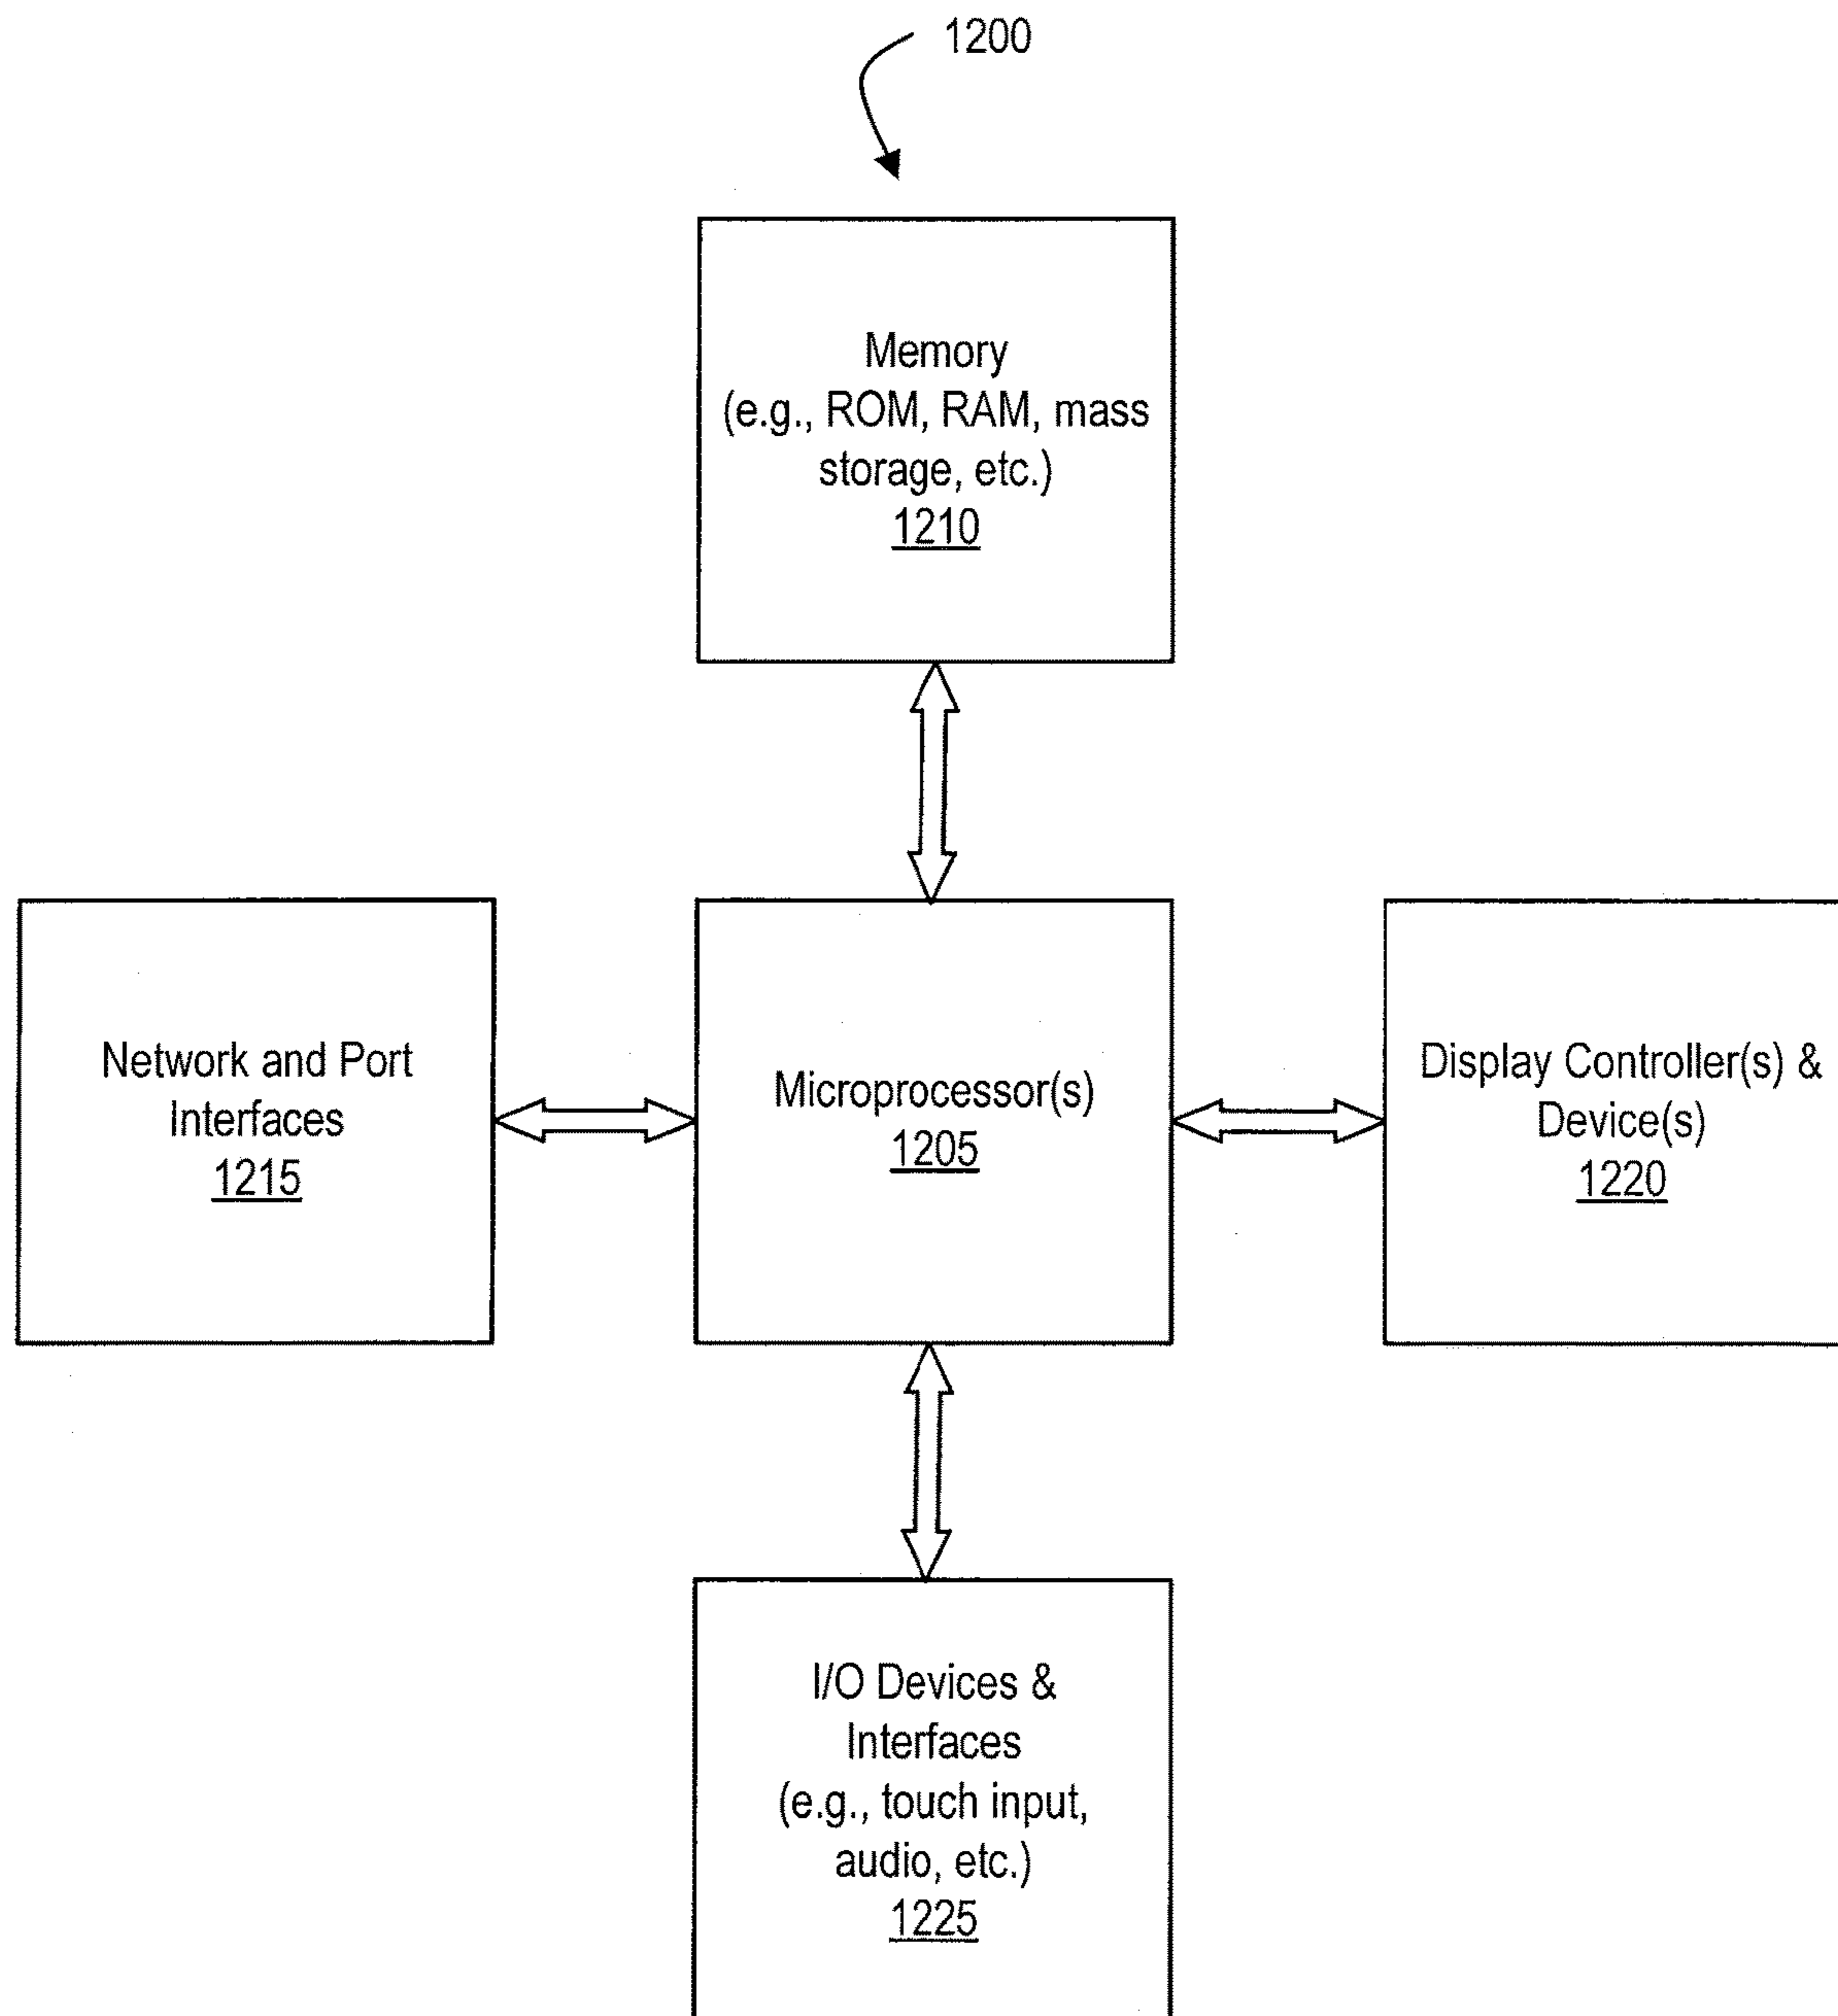 1200
Memory
(e.g., ROM, RAM, mass
storage, etc.)
1210
Network and Port
Interfaces
1215
Microprocessor(s)
1205
Display Controller(s) &
Device(s)
1220
I/O Devices &
Interfaces
(e.g., touch input,
audio, etc.)
1225